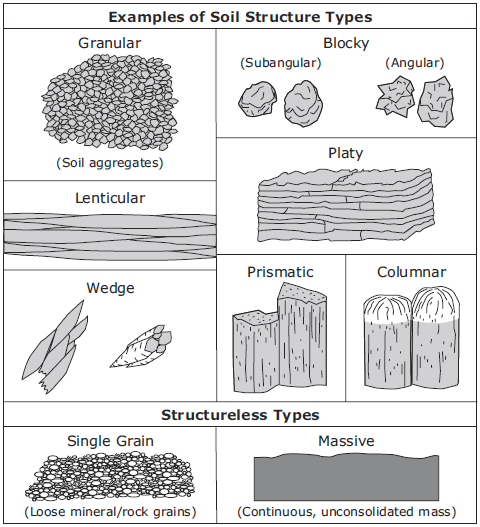 Examples of Soil Structure Types
Granular
(Soil aggregates)
Blocky
(Subangular)
(Angular)
Platy
Lenticular
Wedge
Prismatic
Columnar
Structureless Types
Single Grain
(Loose mineral/rock grains)
Massive
(Continuous, unconsolidated mass)